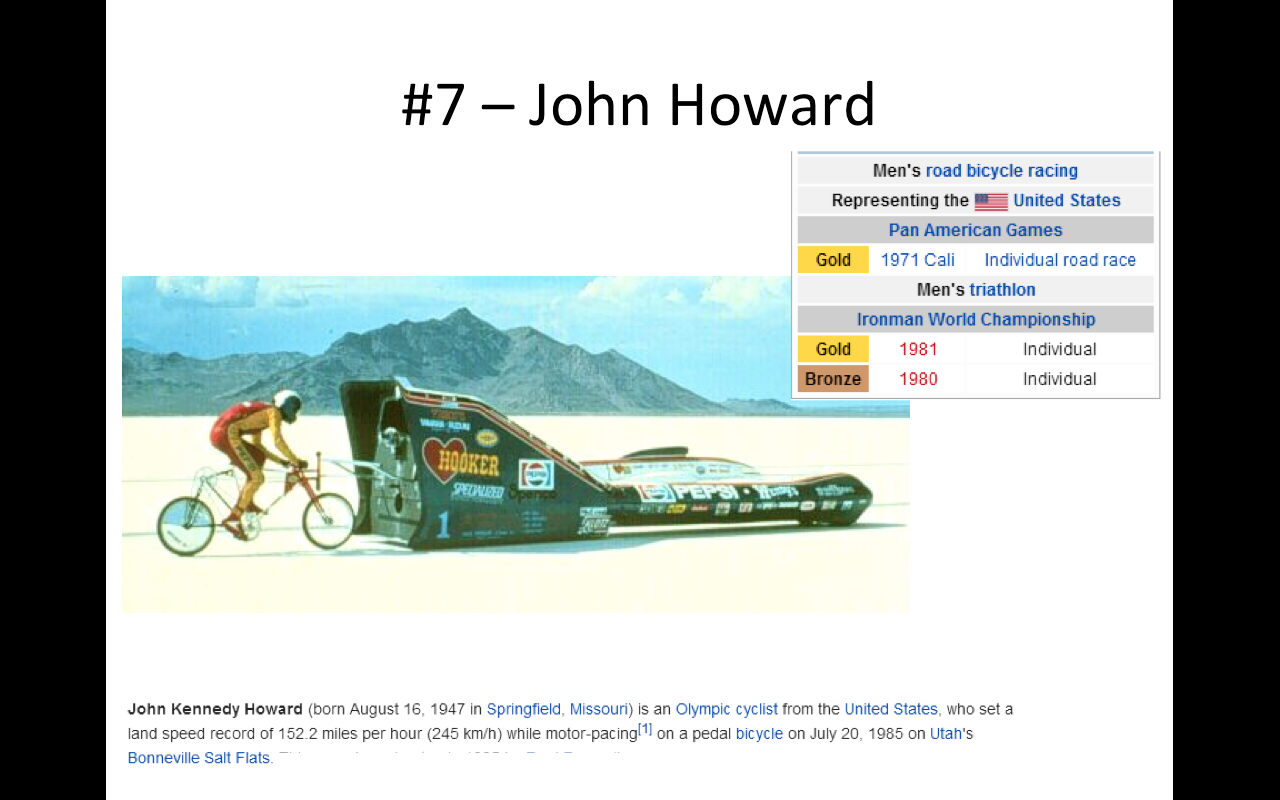 #7 – John Howard
Men's road bicycle racing
Representing the United States
Pan American Games
Gold 1971 Cali Individual road race
Men's triathlon
Ironman World Championship
Gold 1981 Individual
Bronze 1980 Individual
HOOKER
PEPSI
SPECIALIZED
PEPSI
1
John Kennedy Howard (born August 16, 1947 in Springfield, Missouri) is an Olympic cyclist from the United States, who set a
land speed record of 152.2 miles per hour (245 km/h) while motor-pacing[1] on a pedal bicycle on July 20, 1985 on Utah's
Bonneville Salt Flats.